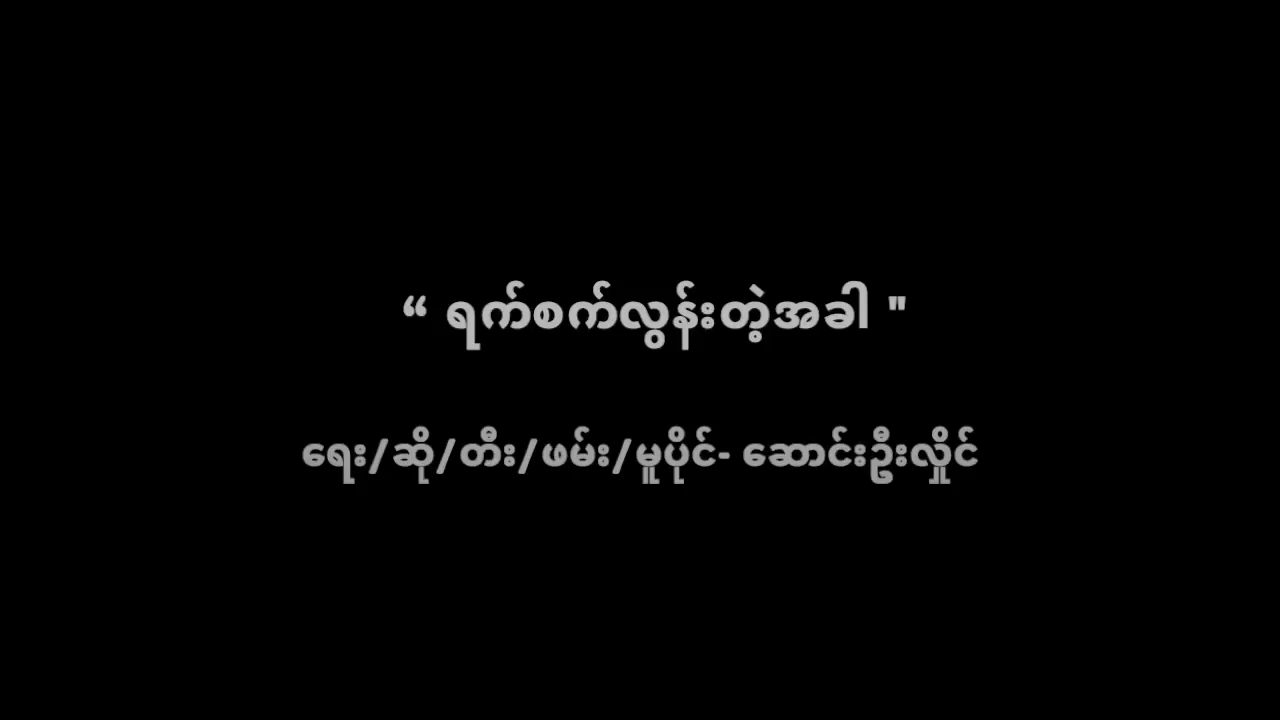 “ ရက်စက်လွန်းတဲ့အခါ "
ရေး/ဆို/တီး/ဖမ်း/မူပိုင်- ဆောင်းဦးလှိုင်